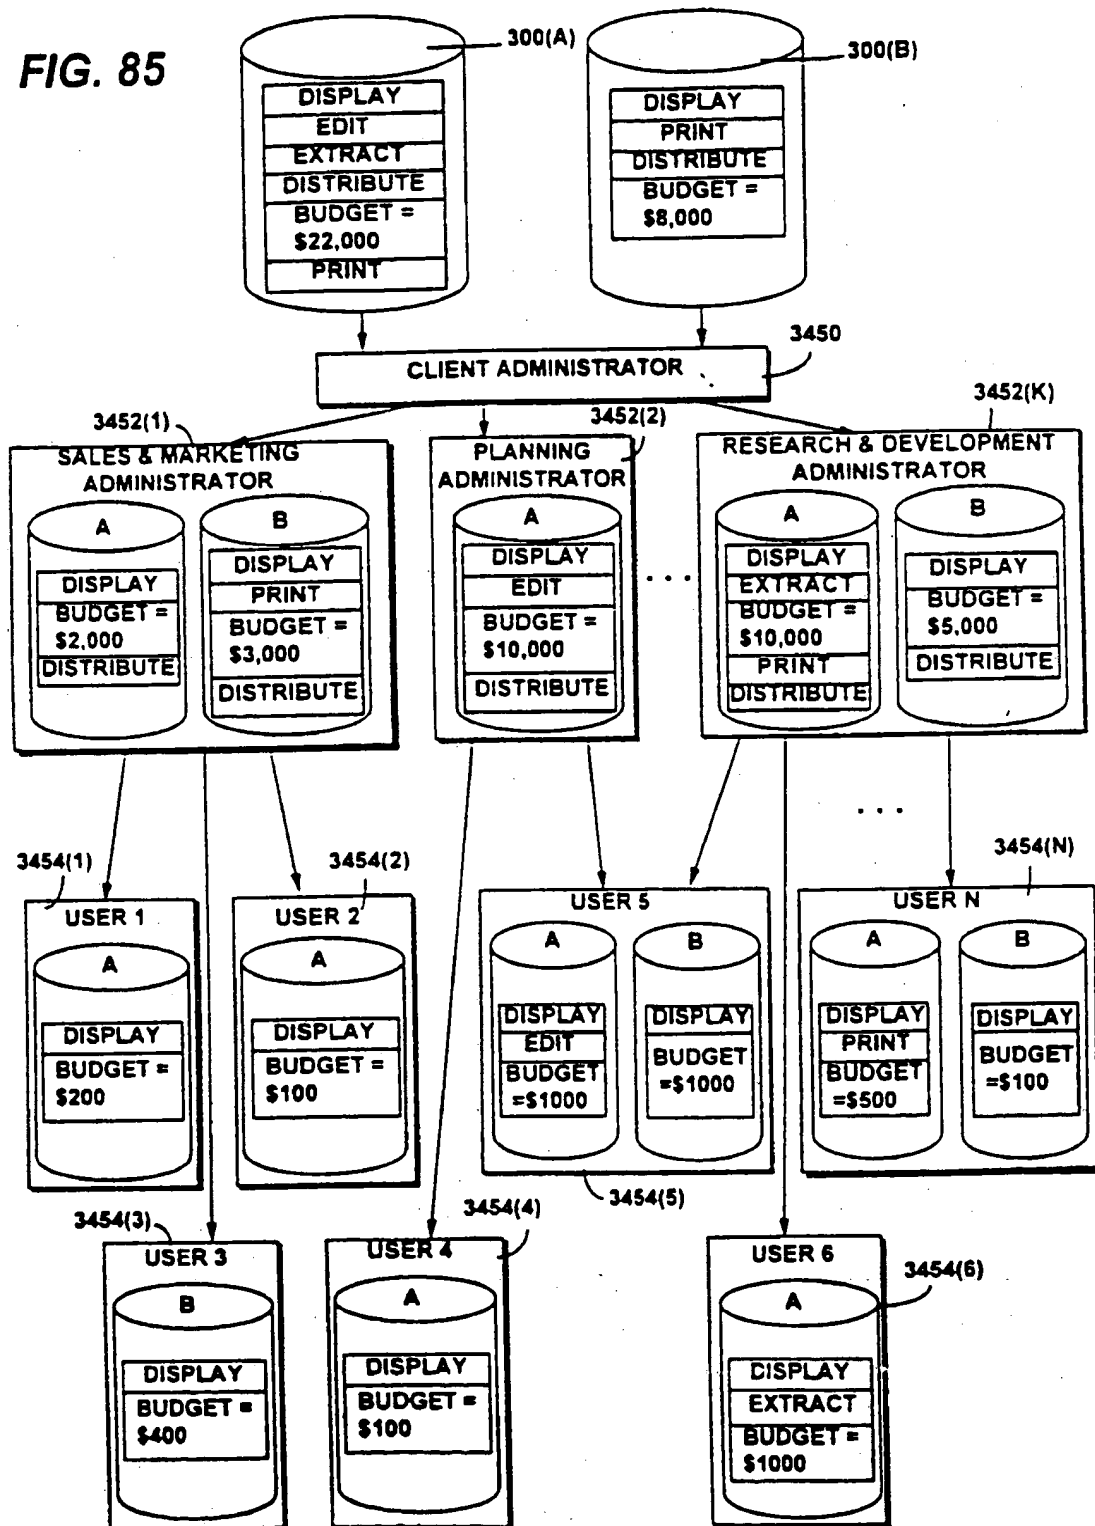 FIG. 85
300(A)
300(B)
DISPLAY
EDIT
EXTRACT
DISTRIBUTE
BUDGET =
$22,000
PRINT
DISPLAY
PRINT
DISTRIBUTE
BUDGET =
$8,000
CLIENT ADMINISTRATOR
3450
3452(1)
SALES & MARKETING
ADMINISTRATOR
A
DISPLAY
BUDGET =
$2,000
DISTRIBUTE
B
DISPLAY
PRINT
BUDGET =
$3,000
DISTRIBUTE
3452(2)
PLANNING
ADMINISTRATOR
A
DISPLAY
EDIT
BUDGET =
$10,000
DISTRIBUTE
. . .
3452(K)
RESEARCH & DEVELOPMENT
ADMINISTRATOR
A
DISPLAY
EXTRACT
BUDGET =
$10,000
PRINT
DISTRIBUTE
B
DISPLAY
BUDGET =
$5,000
DISTRIBUTE
. . .
3454(1)
USER 1
A
DISPLAY
BUDGET =
$200
3454(2)
USER 2
A
DISPLAY
BUDGET =
$100
USER 5
A
DISPLAY
EDIT
BUDGET
=$1000
B
DISPLAY
BUDGET
=$1000
3454(5)
3454(N)
USER N
A
DISPLAY
PRINT
BUDGET
=$500
B
DISPLAY
BUDGET
=$100
3454(3)
USER 3
B
DISPLAY
BUDGET =
$400
3454(4)
USER 4
A
DISPLAY
BUDGET =
$100
USER 6
3454(6)
A
DISPLAY
EXTRACT
BUDGET =
$1000